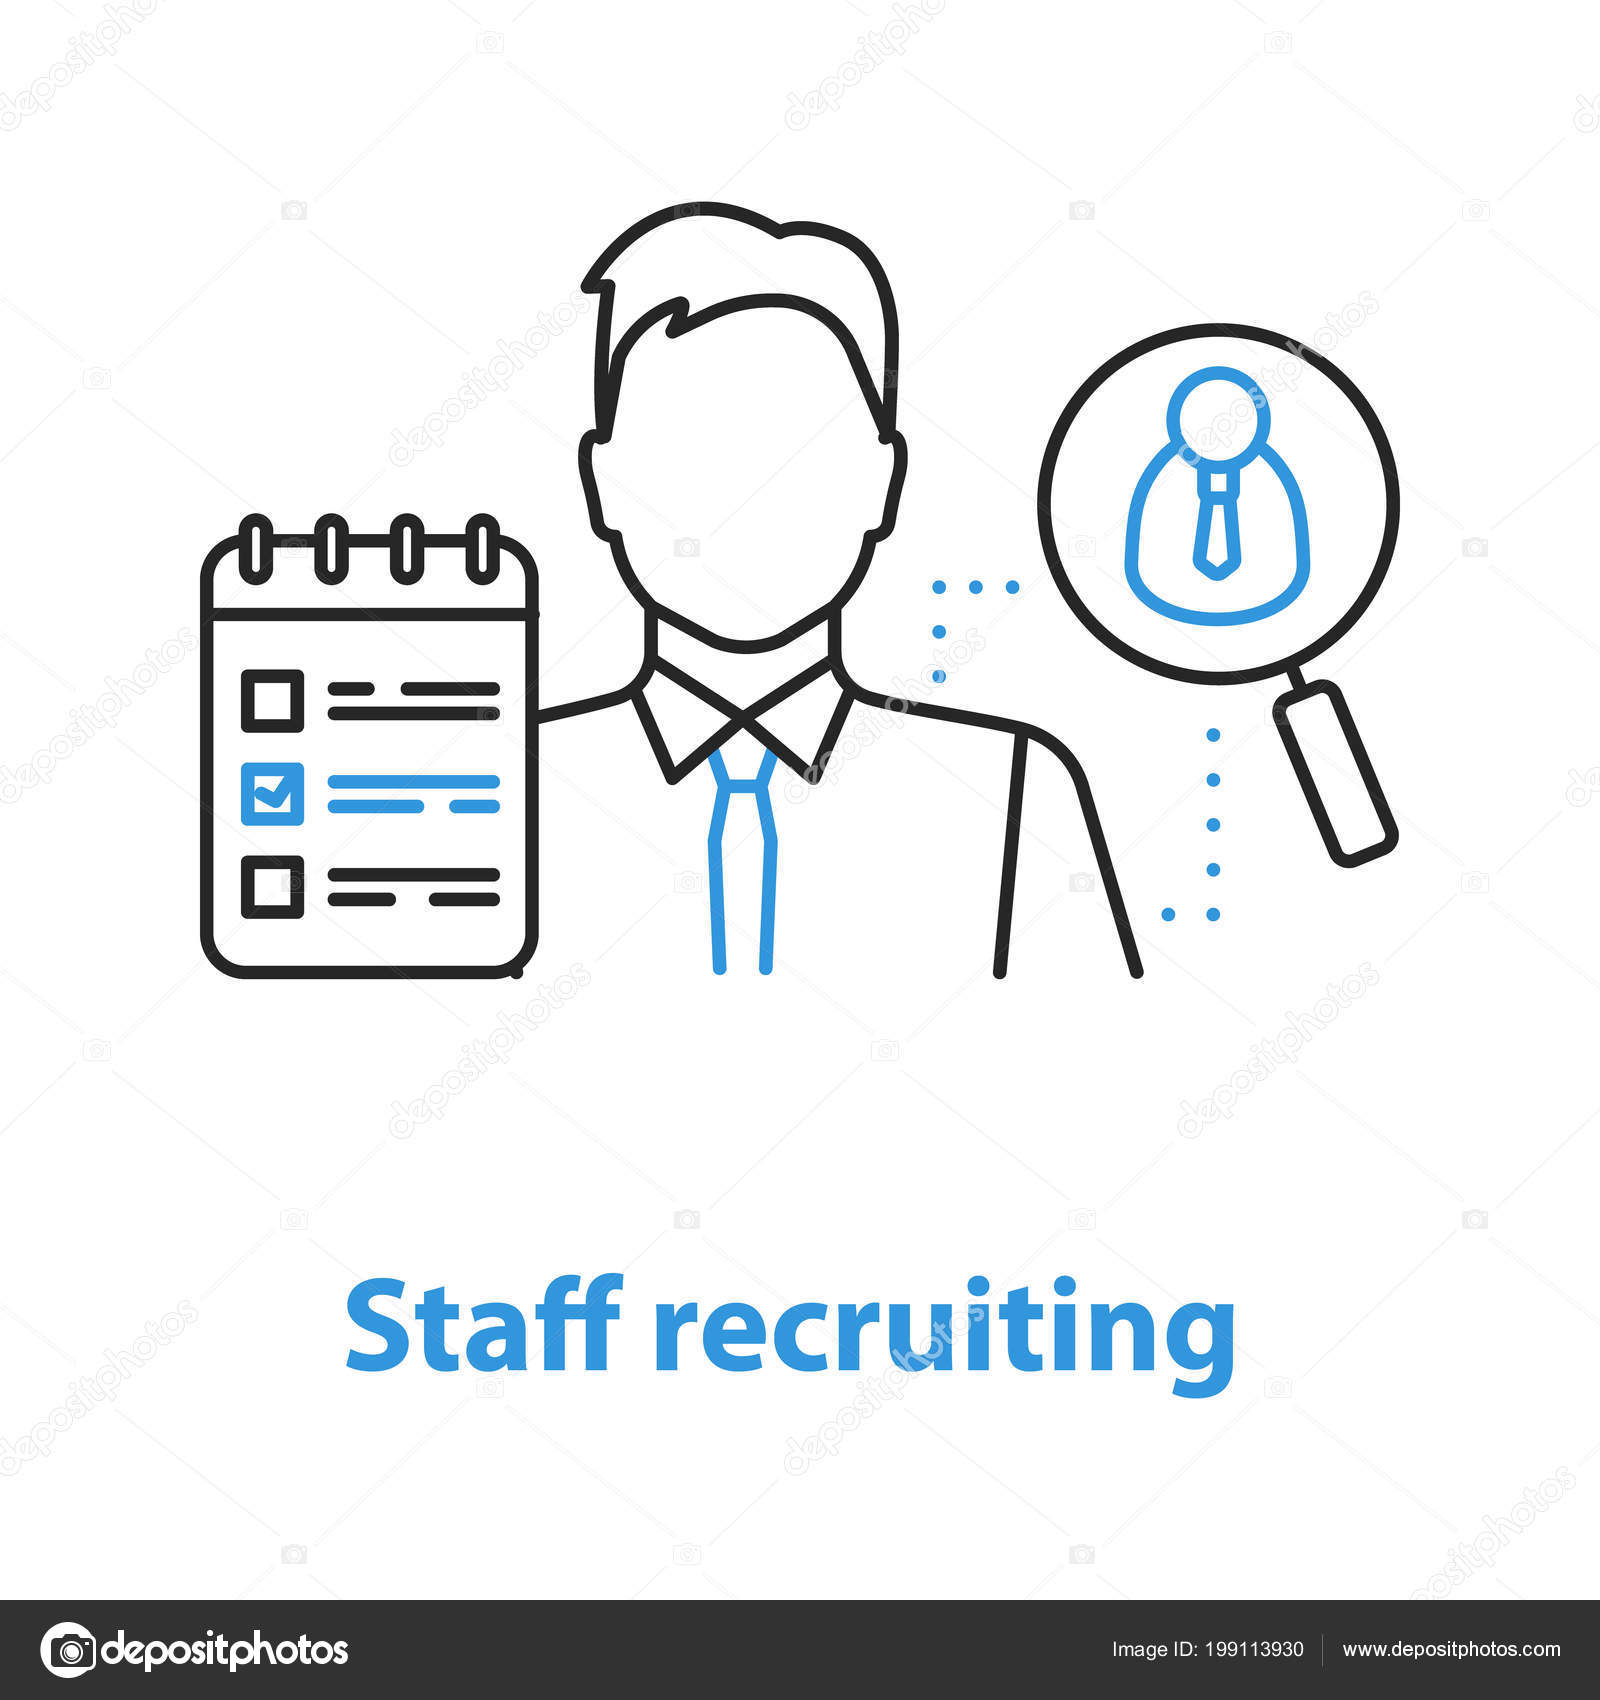 Staff recruiting
depositphotos
Image ID: 199113930
www.depositphotos.com